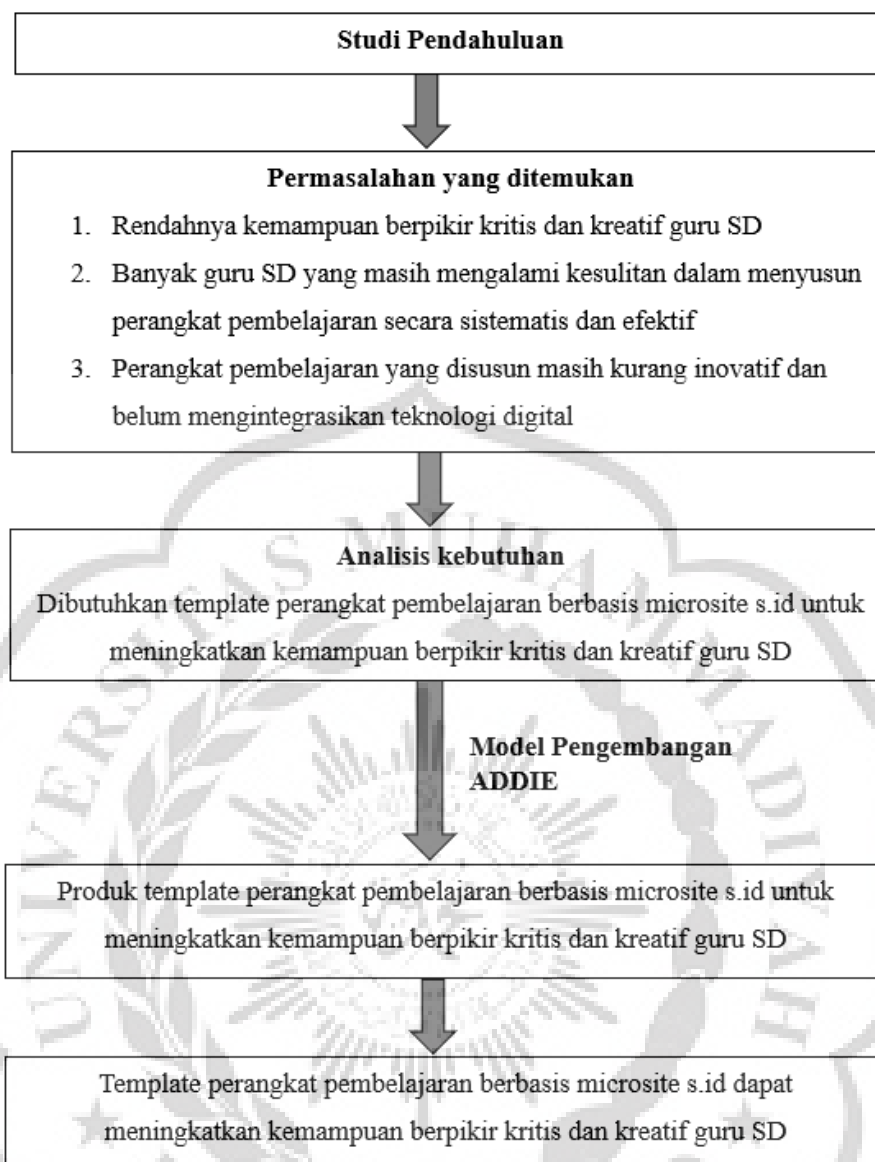 Studi Pendahuluan
Permasalahan yang ditemukan
1. Rendahnya kemampuan berpikir kritis dan kreatif guru SD
2. Banyak guru SD yang masih mengalami kesulitan dalam menyusun
perangkat pembelajaran secara sistematis dan efektif
3. Perangkat pembelajaran yang disusun masih kurang inovatif dan
belum mengintegrasikan teknologi digital
Analisis kebutuhan
Dibutuhkan template perangkat pembelajaran berbasis microsite s.id untuk
meningkatkan kemampuan berpikir kritis dan kreatif guru SD
Model Pengembangan
ADDIE
Produk template perangkat pembelajaran berbasis microsite s.id untuk
meningkatkan kemampuan berpikir kritis dan kreatif guru SD
Template perangkat pembelajaran berbasis microsite s.id dapat
meningkatkan kemampuan berpikir kritis dan kreatif guru SD
UNIVERSITAS MUHAMMADIYAH